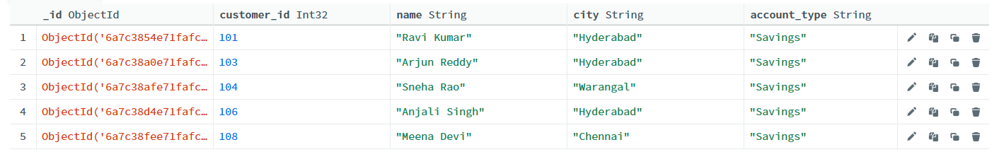 _id ObjectId customer_id Int32 name String city String account_type String
1 ObjectId('6a7c3854e71fafc… 101 "Ravi Kumar" "Hyderabad" "Savings"
2 ObjectId('6a7c38a0e71fafc… 103 "Arjun Reddy" "Hyderabad" "Savings"
3 ObjectId('6a7c38afe71fafc… 104 "Sneha Rao" "Warangal" "Savings"
4 ObjectId('6a7c38d4e71fafc… 106 "Anjali Singh" "Hyderabad" "Savings"
5 ObjectId('6a7c38fee71fafc… 108 "Meena Devi" "Chennai" "Savings"